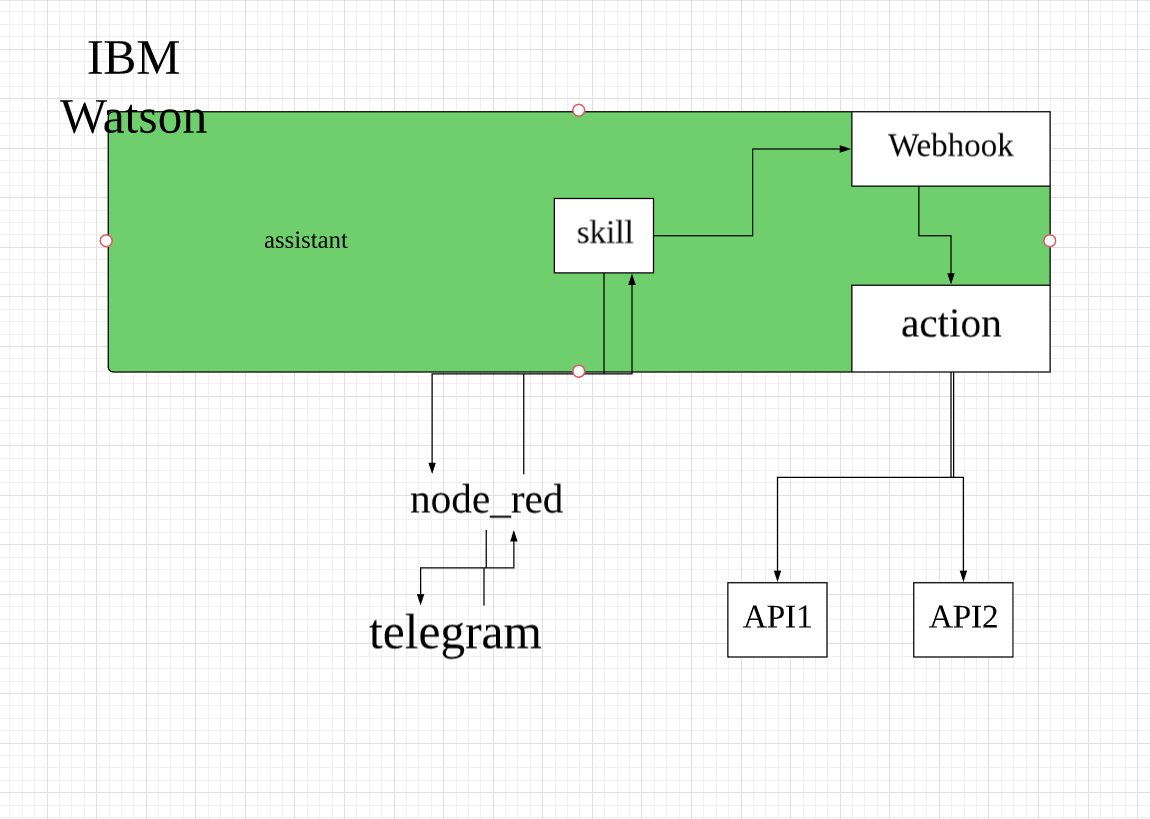 IBM
Watson
Webhook
skill
assistant
action
node_red
telegram
API1
API2